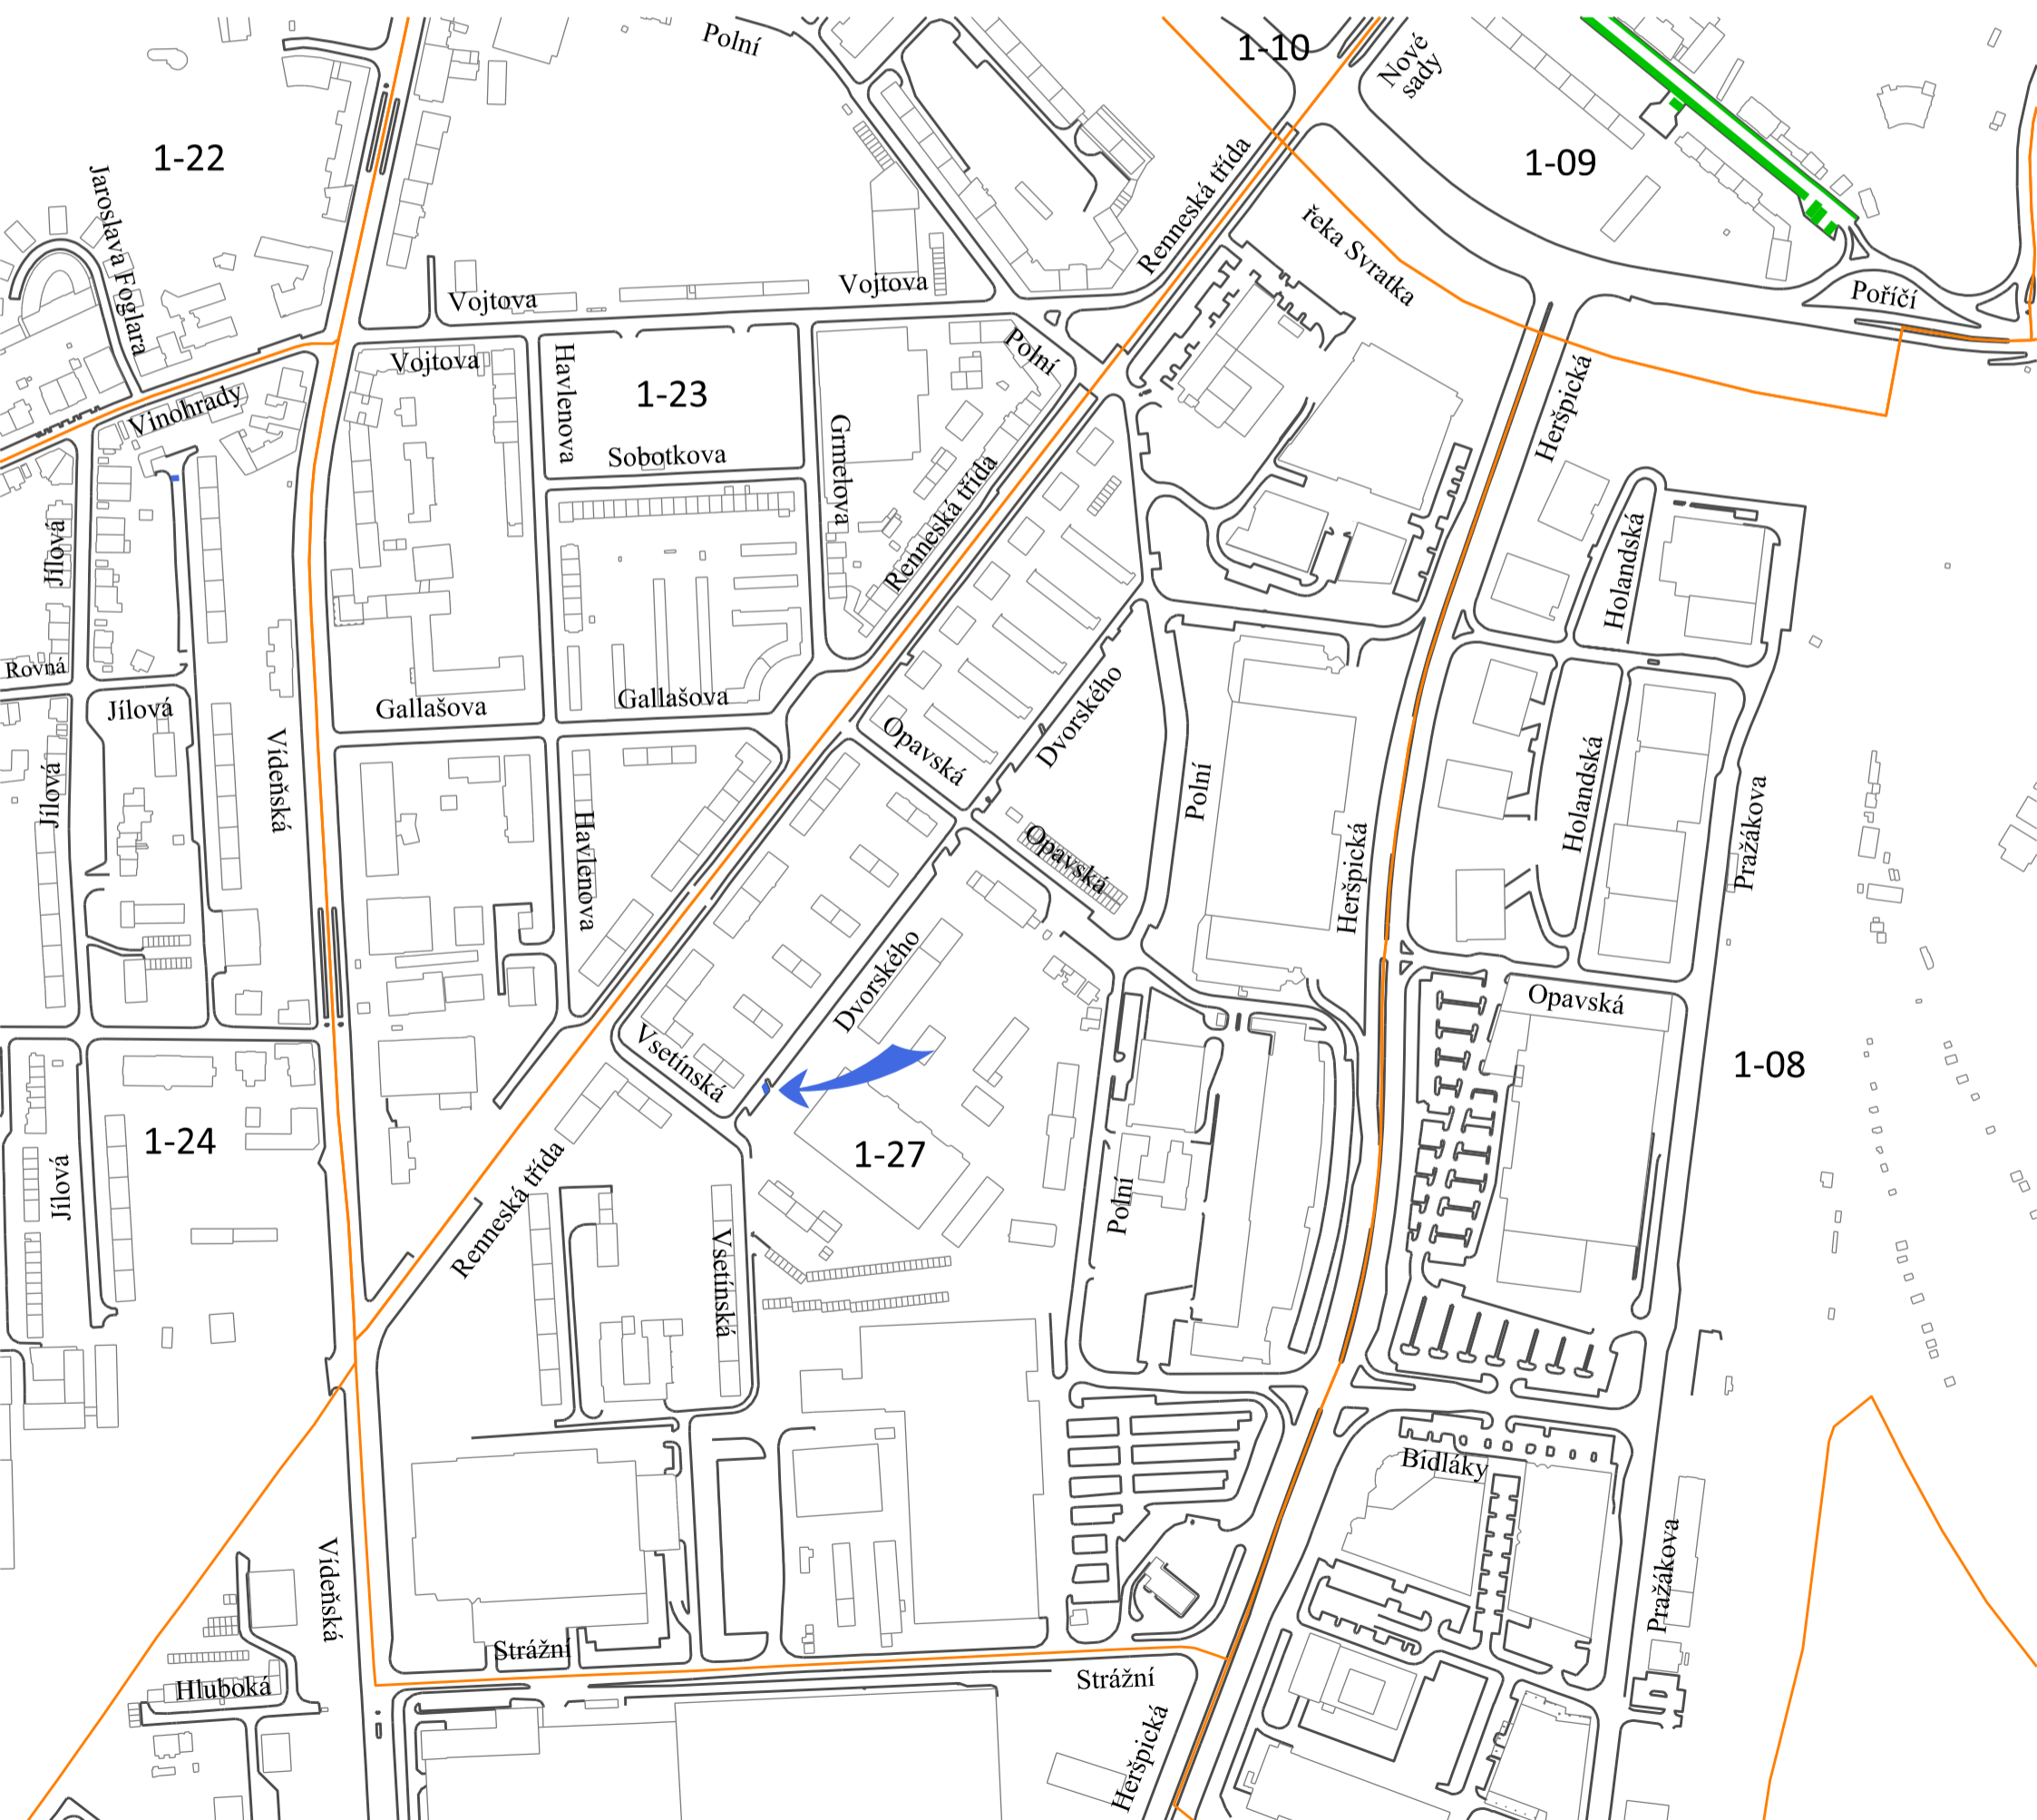 Polní
1-10
Nové
sady
1-22
1-09
Jaroslava Foglara
Renneská třída
řeka Svratka
Vojtova
Vojtova
Poříčí
Vojtova
Polní
Havlenova
1-23
Heršpická
Vinohrady
Sobotkova
Grmelova
Renneská třída
Jílová
Holandská
Rovná
Jílová
Gallašova
Gallašova
Dvorského
Opavská
Vídeňská
Jílová
Polní
Holandská
Pražákova
Havlenova
Opavská
Heršpická
Dvorského
Opavská
Vsetínská
1-08
1-24
1-27
Jílová
Renneská třída
Polní
Vsetínská
Bidláky
Vídeňská
Pražákova
Strážní
Strážní
Hluboká
Heršpická